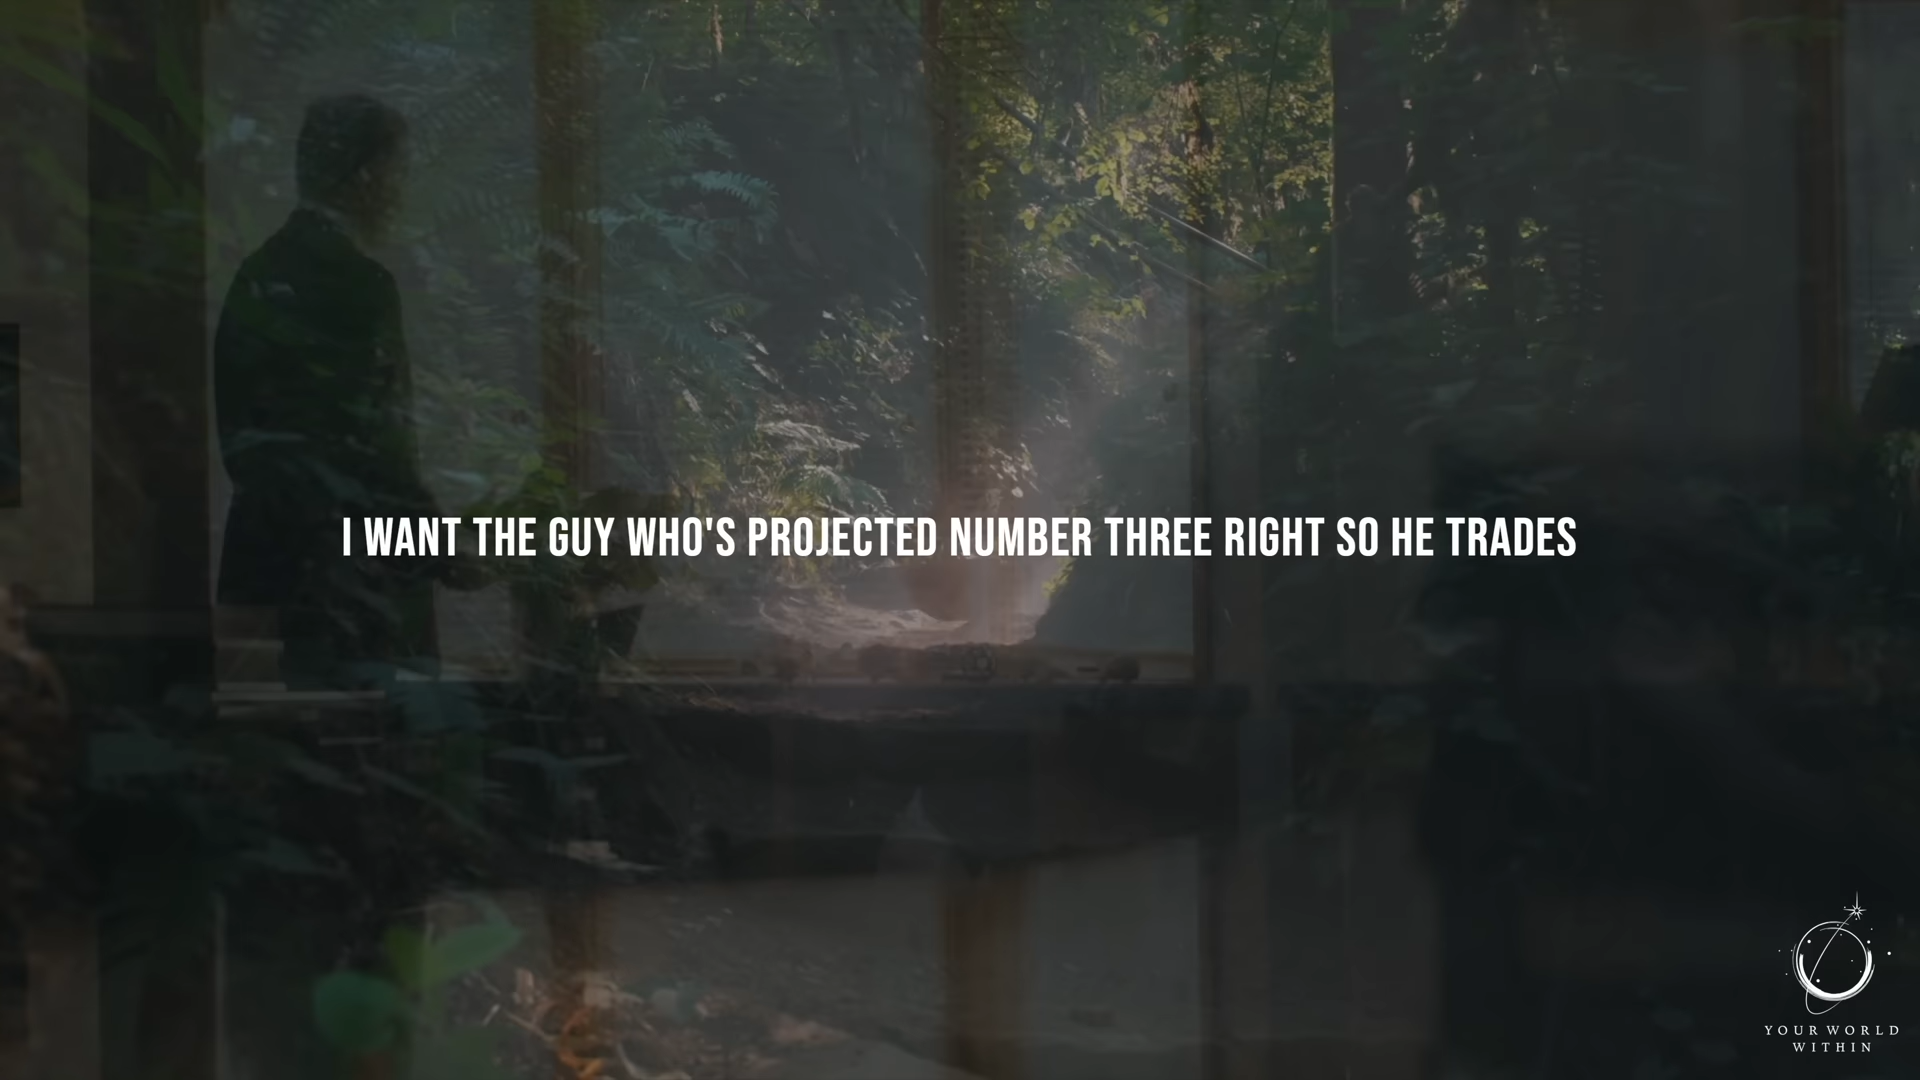 I WANT THE GUY WHO'S PROJECTED NUMBER THREE RIGHT SO HE TRADES
YOUR WORLD
WITHIN